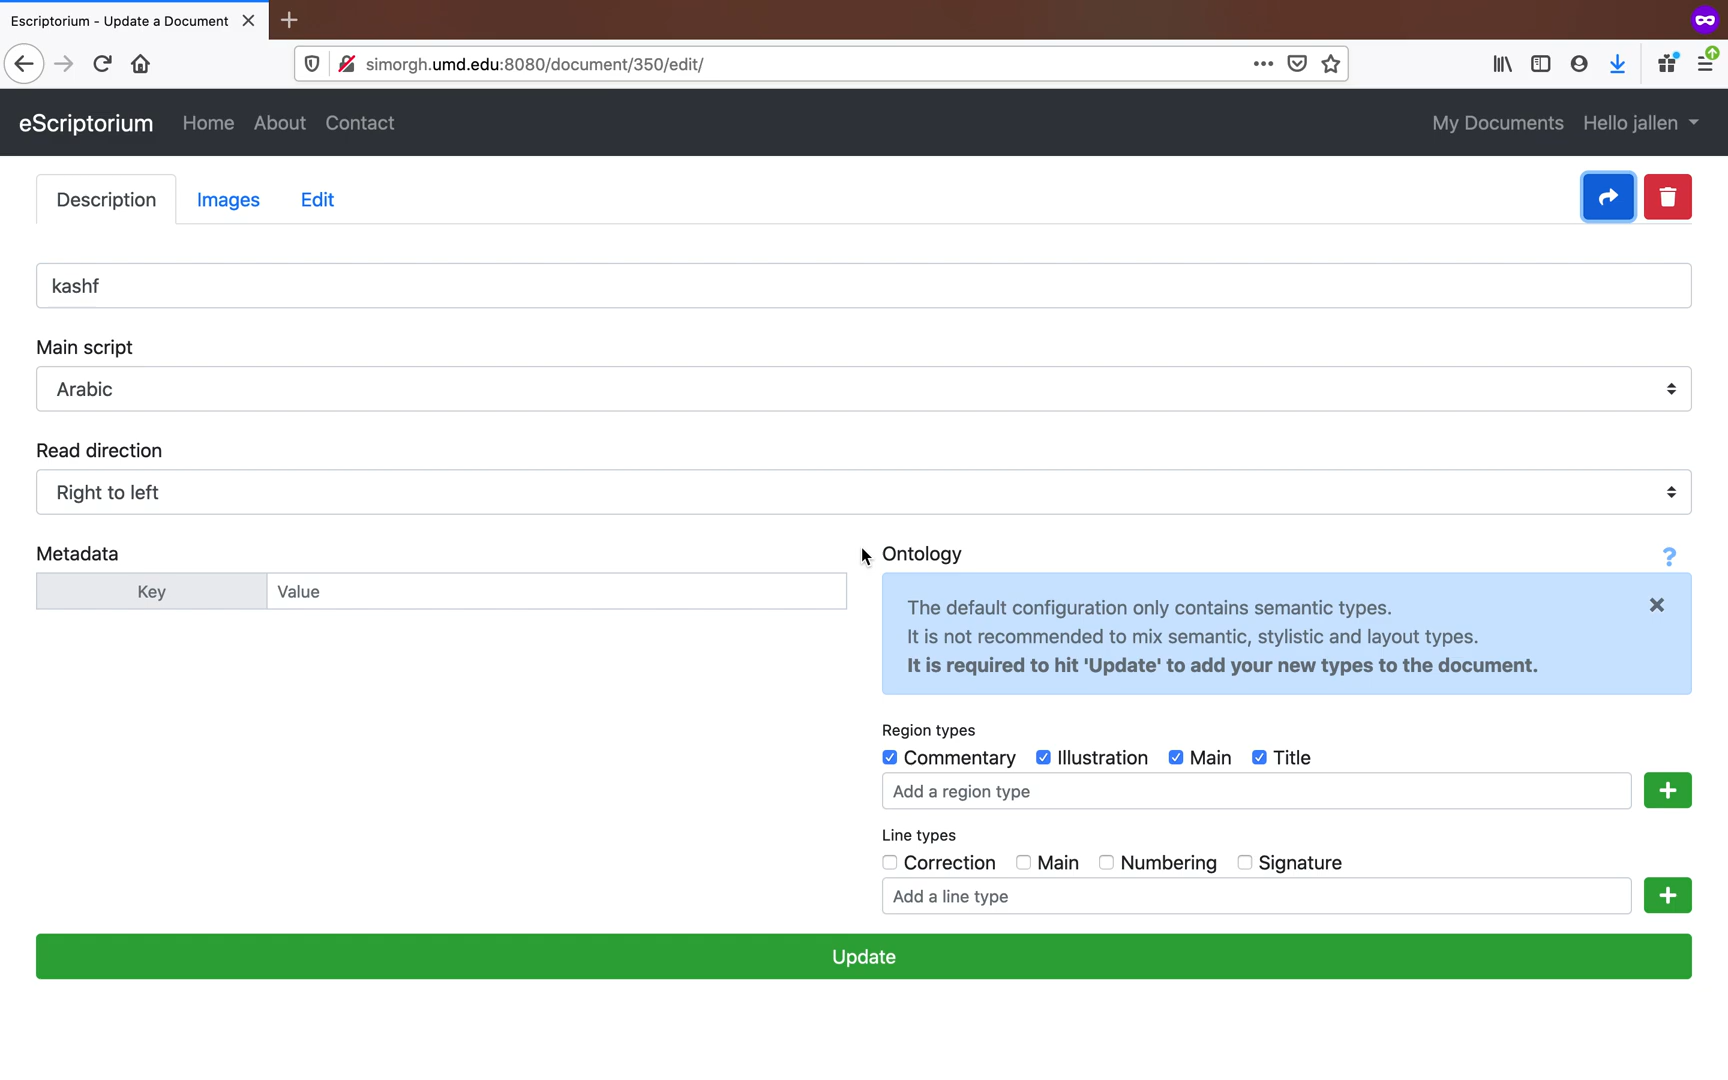 Escriptorium - Update a Document
simorgh.umd.edu:8080/document/350/edit/
eScriptorium Home About Contact My Documents Hello jallen
Description Images Edit
kashf
Main script
Arabic
Read direction
Right to left
Metadata
Key Value
Ontology ?
The default configuration only contains semantic types.
It is not recommended to mix semantic, stylistic and layout types.
It is required to hit 'Update' to add your new types to the document.
Region types
Commentary Illustration Main Title
Add a region type
Line types
Correction Main Numbering Signature
Add a line type
Update